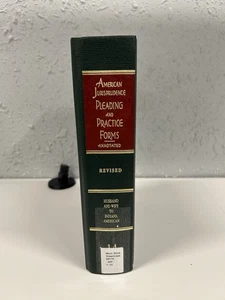 AMERICAN
JURISPRUDENCE
PLEADING
AND
PRACTICE
FORMS
ANNOTATED
REVISED
HUSBAND
AND WIFE
TO
INDIANS,
AMERICAN